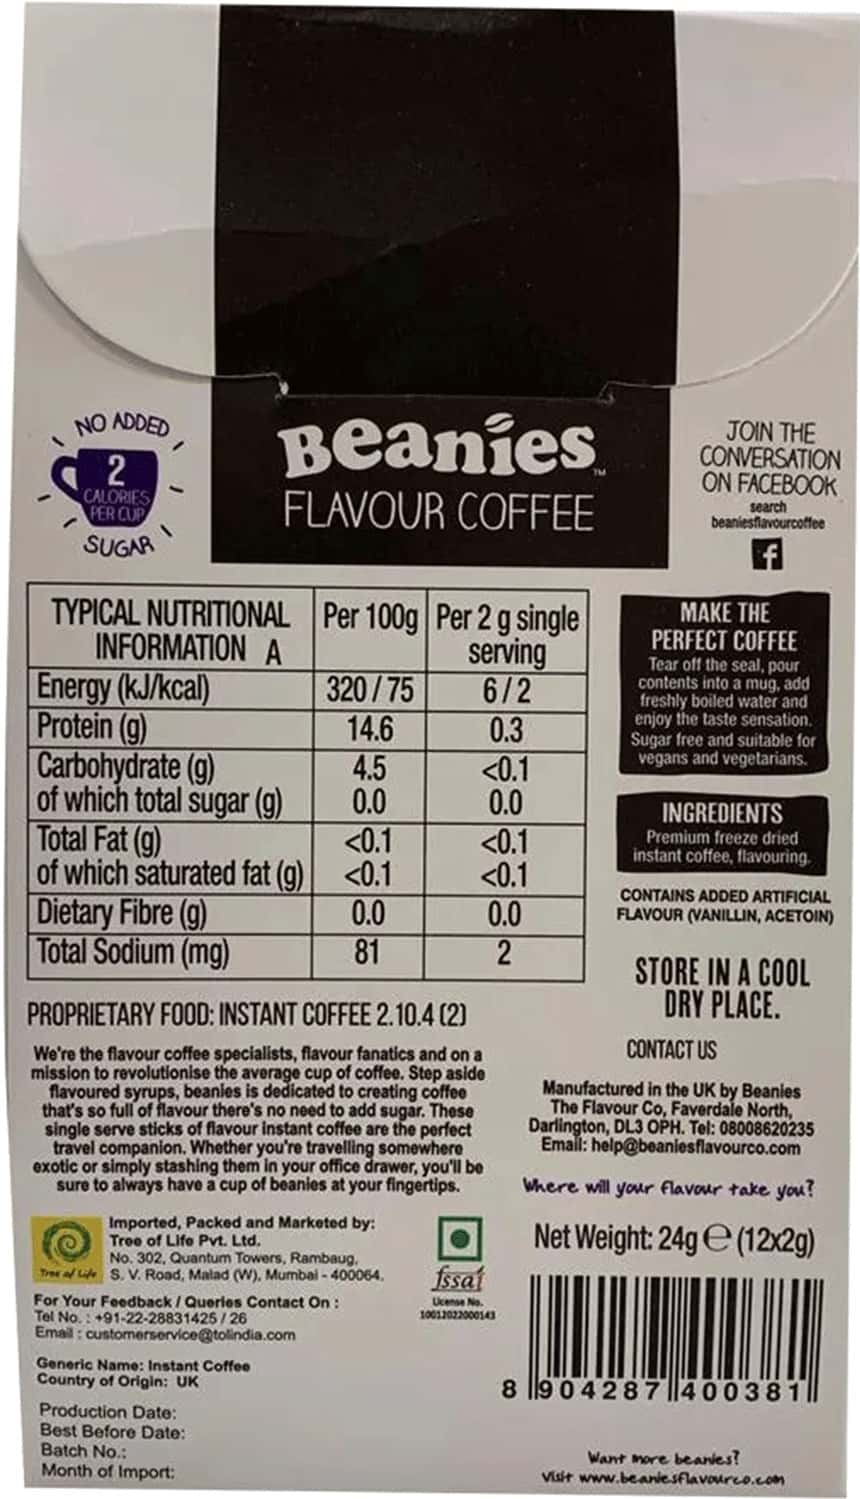 NO ADDED
2
CALORIES
PER CUP
SUGAR
Beanies™
FLAVOUR COFFEE
JOIN THE
CONVERSATION
ON FACEBOOK
search
beaniesflavourcoffee
f
TYPICAL NUTRITIONAL INFORMATION A Per 100g Per 2 g single serving
Energy (kJ/kcal) 320 / 75 6 / 2
Protein (g) 14.6 0.3
Carbohydrate (g) 4.5 <0.1
of which total sugar (g) 0.0 0.0
Total Fat (g) <0.1 <0.1
of which saturated fat (g) <0.1 <0.1
Dietary Fibre (g) 0.0 0.0
Total Sodium (mg) 81 2
MAKE THE
PERFECT COFFEE
Tear off the seal, pour
contents into a mug, add
freshly boiled water and
enjoy the taste sensation.
Sugar free and suitable for
vegans and vegetarians.
INGREDIENTS
Premium freeze dried
instant coffee, flavouring.
CONTAINS ADDED ARTIFICIAL
FLAVOUR (VANILLIN, ACETOIN)
STORE IN A COOL
DRY PLACE.
PROPRIETARY FOOD: INSTANT COFFEE 2.10.4 (2)
We're the flavour coffee specialists, flavour fanatics and on a
mission to revolutionise the average cup of coffee. Step aside
flavoured syrups, beanies is dedicated to creating coffee
that's so full of flavour there's no need to add sugar. These
single serve sticks of flavour instant coffee are the perfect
travel companion. Whether you're travelling somewhere
exotic or simply stashing them in your office drawer, you'll be
sure to always have a cup of beanies at your fingertips.
CONTACT US
Manufactured in the UK by Beanies
The Flavour Co, Faverdale North,
Darlington, DL3 OPH. Tel: 08008620235
Email: help@beaniesflavourco.com
Where will your flavour take you?
Tree of Life
Imported, Packed and Marketed by:
Tree of Life Pvt. Ltd.
No. 302, Quantum Towers, Rambaug,
S. V. Road, Malad (W), Mumbai - 400064.
fssai
License No.
10012022000143
Net Weight: 24g ℮ (12x2g)
For Your Feedback / Queries Contact On :
Tel No. : +91-22-28831425 / 26
Email : customerservice@tolindia.com
Generic Name: Instant Coffee
Country of Origin: UK
8 904287 400381
Production Date:
Best Before Date:
Batch No.:
Month of Import:
Want more beanies?
Visit www.beaniesflavourco.com